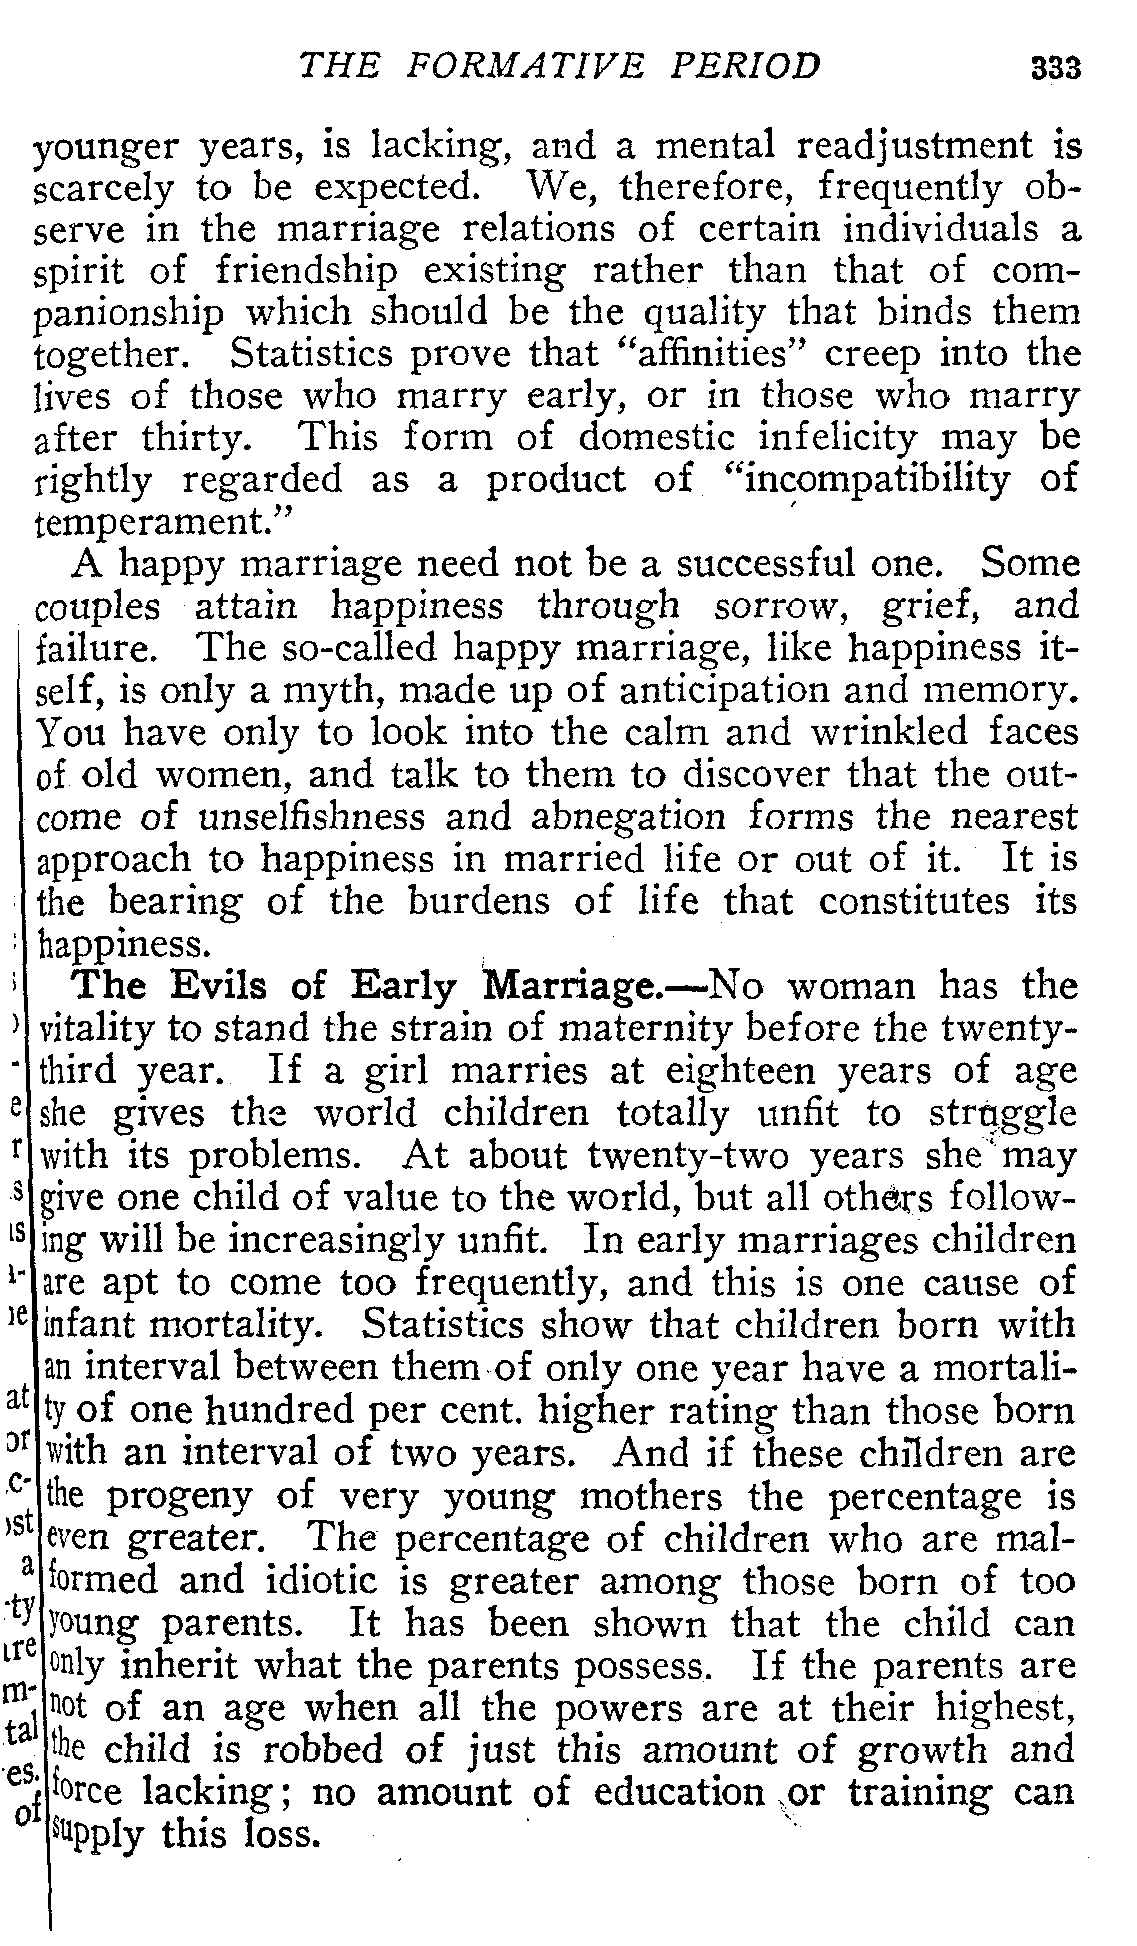 THE FORMATIVE PERIOD 333
younger years, is lacking, and a mental readjustment is
scarcely to be expected. We, therefore, frequently ob-
serve in the marriage relations of certain individuals a
spirit of friendship existing rather than that of com-
panionship which should be the quality that binds them
together. Statistics prove that “affinities” creep into the
lives of those who marry early, or in those who marry
after thirty. This form of domestic infelicity may be
rightly regarded as a product of “incompatibility of
temperament.”
A happy marriage need not be a successful one. Some
couples attain happiness through sorrow, grief, and
failure. The so-called happy marriage, like happiness it-
self, is only a myth, made up of anticipation and memory.
You have only to look into the calm and wrinkled faces
of old women, and talk to them to discover that the out-
come of unselfishness and abnegation forms the nearest
approach to happiness in married life or out of it. It is
the bearing of the burdens of life that constitutes its
happiness.
The Evils of Early Marriage.—No woman has the
vitality to stand the strain of maternity before the twenty-
third year. If a girl marries at eighteen years of age
she gives the world children totally unfit to struggle
with its problems. At about twenty-two years she may
give one child of value to the world, but all others follow-
ing will be increasingly unfit. In early marriages children
are apt to come too frequently, and this is one cause of
infant mortality. Statistics show that children born with
an interval between them of only one year have a mortali-
ty of one hundred per cent. higher rating than those born
with an interval of two years. And if these children are
the progeny of very young mothers the percentage is
even greater. The percentage of children who are mal-
formed and idiotic is greater among those born of too
young parents. It has been shown that the child can
only inherit what the parents possess. If the parents are
not of an age when all the powers are at their highest,
the child is robbed of just this amount of growth and
force lacking; no amount of education or training can
supply this loss.